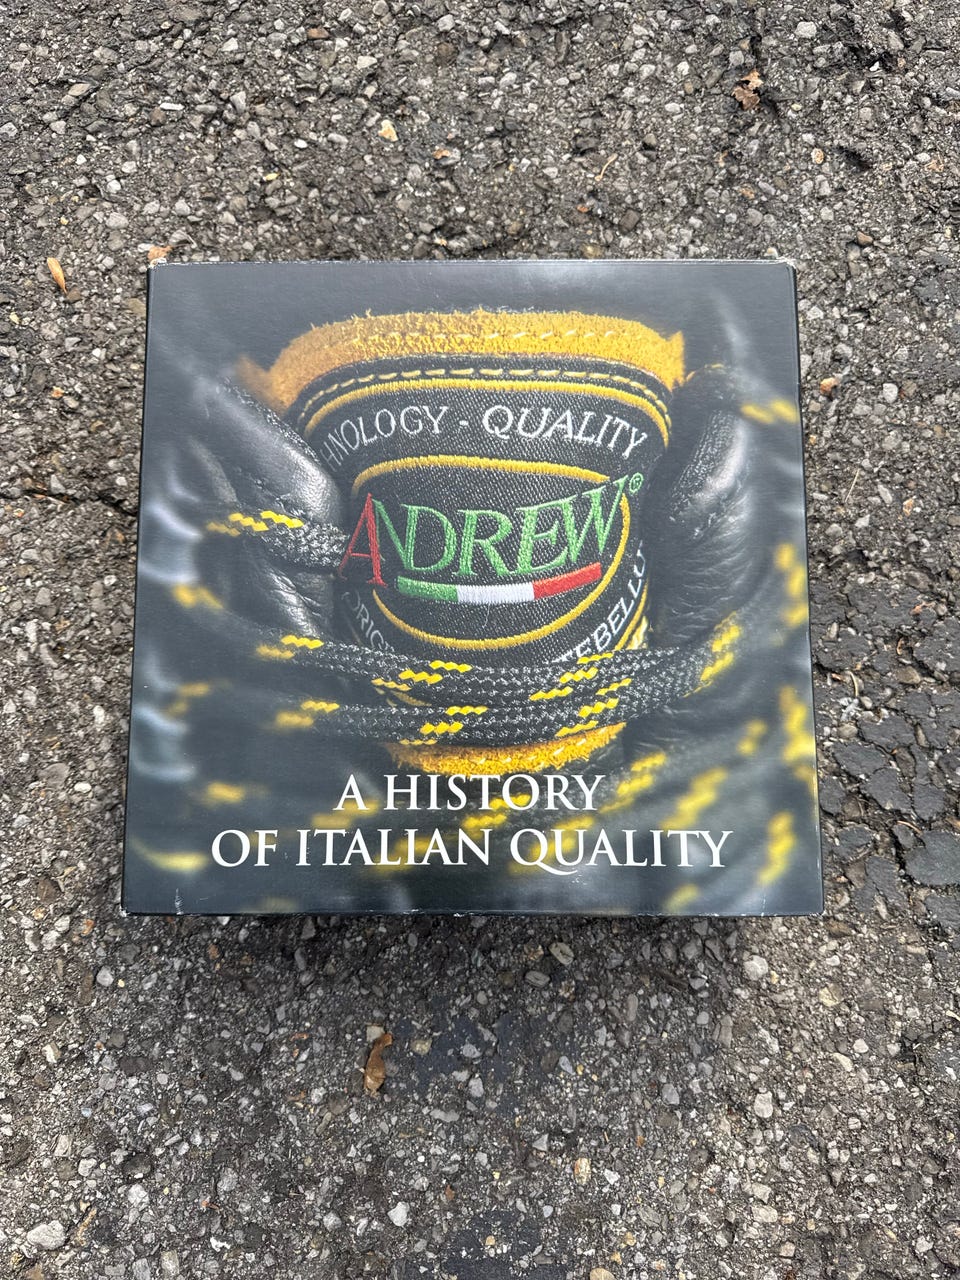 HNOLOGY - QUALITY
ANDREW®
A HISTORY
OF ITALIAN QUALITY